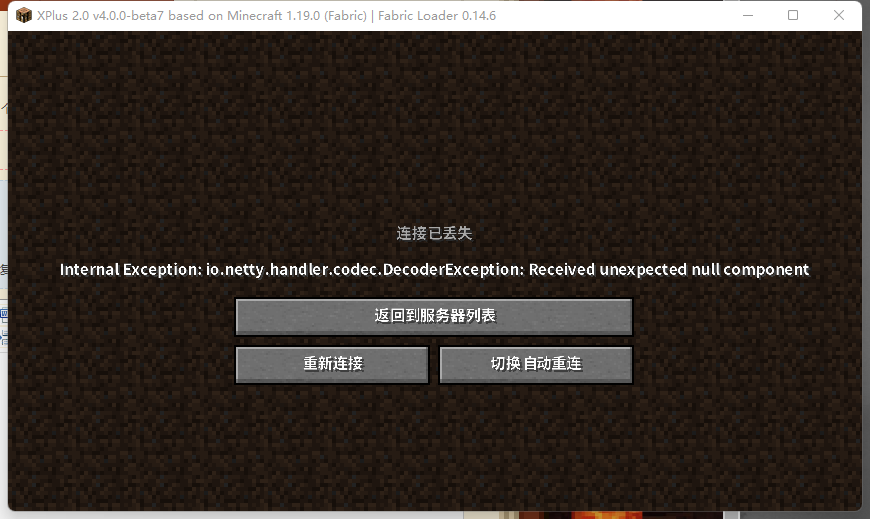 XPlus 2.0 v4.0.0-beta7 based on Minecraft 1.19.0 (Fabric) | Fabric Loader 0.14.6
连接已丢失
Internal Exception: io.netty.handler.codec.DecoderException: Received unexpected null component
返回到服务器列表
重新连接
切换自动重连